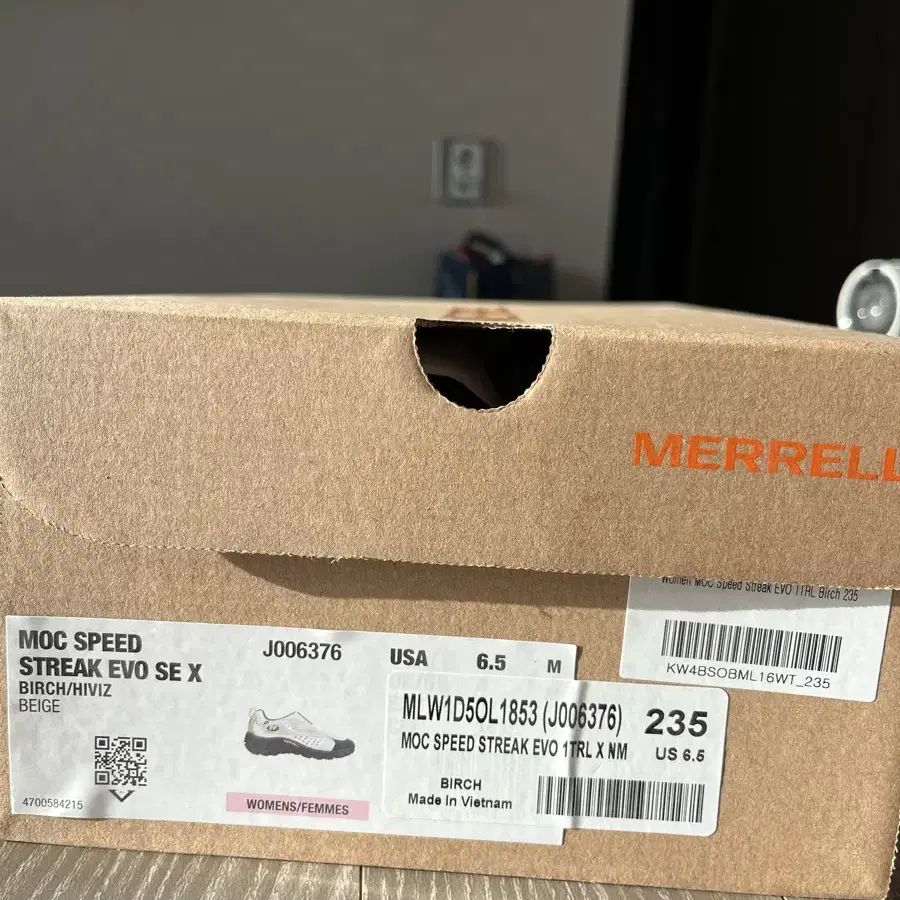 MERRELL
Women MOC Speed Streak EVO 1TRL Birch 235
KW4BSOBML16WT_235
MOC SPEED
STREAK EVO SE X
BIRCH/HIVIZ
BEIGE
J006376
USA 6.5 M
4700584215
WOMENS/FEMMES
MLW1D5OL1853 (J006376) 235
MOC SPEED STREAK EVO 1TRL X NM US 6.5
BIRCH
Made In Vietnam